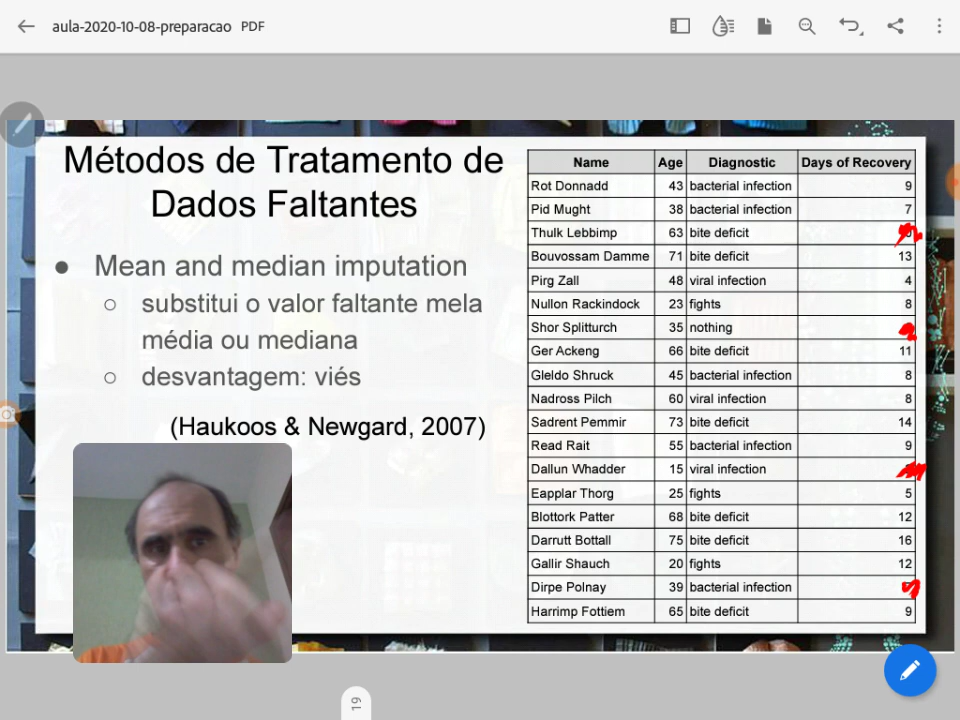 aula-2020-10-08-preparacao PDF
Métodos de Tratamento de
Dados Faltantes
● Mean and median imputation
○ substitui o valor faltante mela
média ou mediana
○ desvantagem: viés
(Haukoos & Newgard, 2007)
Name Age Diagnostic Days of Recovery
Rot Donnadd 43 bacterial infection 9
Pid Mught 38 bacterial infection 7
Thulk Lebbimp 63 bite deficit
Bouvossam Damme 71 bite deficit 13
Pirg Zall 48 viral infection 4
Nullon Rackindock 23 fights 8
Shor Splitturch 35 nothing
Ger Ackeng 66 bite deficit 11
Gleldo Shruck 45 bacterial infection 8
Nadross Pilch 60 viral infection 8
Sadrent Pemmir 73 bite deficit 14
Read Rait 55 bacterial infection 9
Dallun Whadder 15 viral infection
Eapplar Thorg 25 fights 5
Blottork Patter 68 bite deficit 12
Darrutt Bottall 75 bite deficit 16
Gallir Shauch 20 fights 12
Dirpe Polnay 39 bacterial infection
Harrimp Fottiem 65 bite deficit 9
19